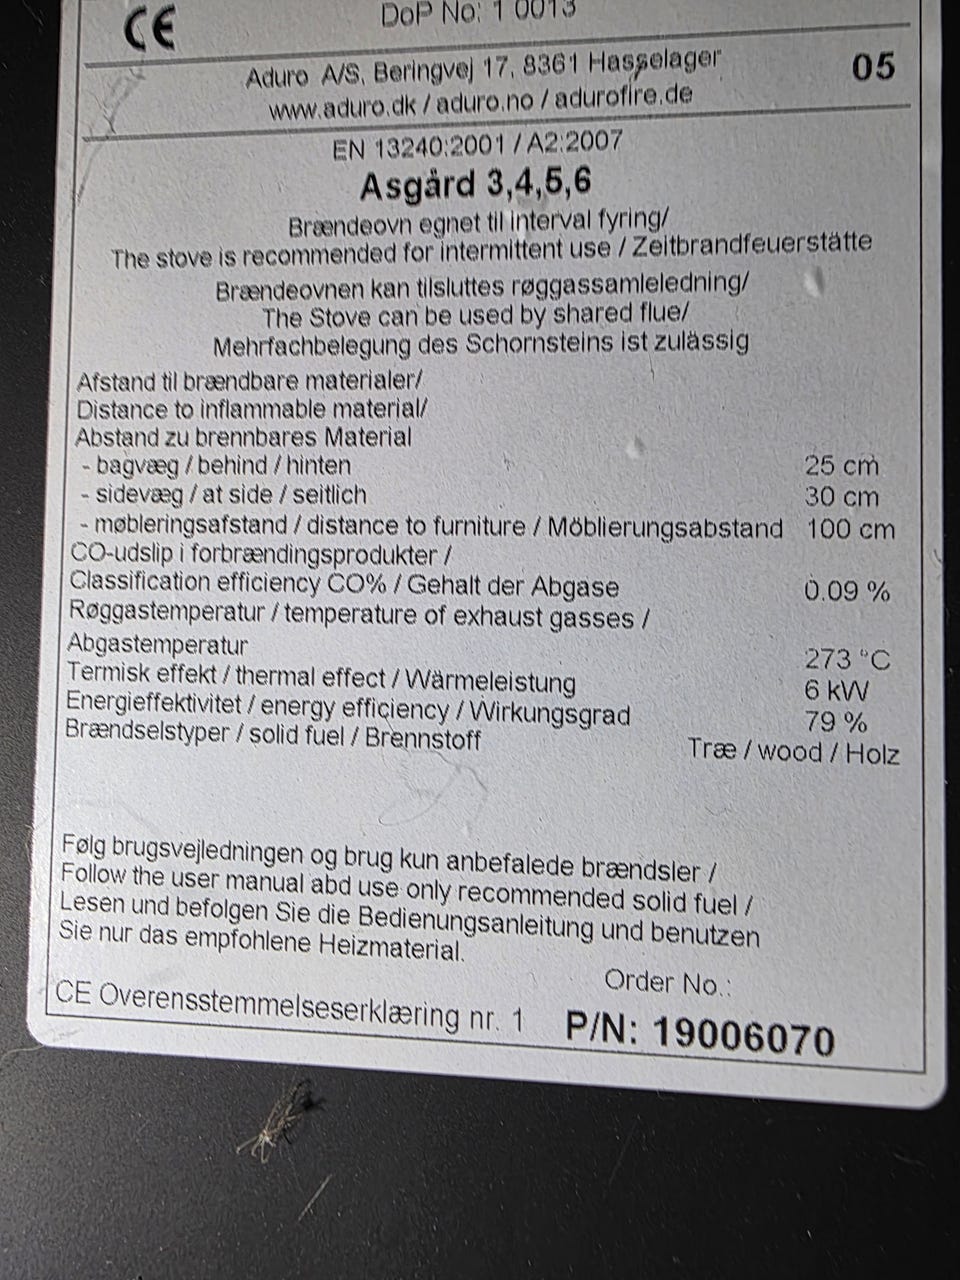 CE DoP No: 1 0013
Aduro A/S, Beringvej 17, 8361 Hasselager 05
www.aduro.dk / aduro.no / adurofire.de
EN 13240:2001 / A2:2007
Asgård 3,4,5,6
Brændeovn egnet til interval fyring/
The stove is recommended for intermittent use / Zeitbrandfeuerstätte
Brændeovnen kan tilsluttes røggassamleledning/
The Stove can be used by shared flue/
Mehrfachbelegung des Schornsteins ist zulässig
Afstand til brændbare materialer/
Distance to inflammable material/
Abstand zu brennbares Material
- bagvæg / behind / hinten 25 cm
- sidevæg / at side / seitlich 30 cm
- møbleringsafstand / distance to furniture / Möblierungsabstand 100 cm
CO-udslip i forbrændingsprodukter /
Classification efficiency CO% / Gehalt der Abgase 0.09 %
Røggastemperatur / temperature of exhaust gasses /
Abgastemperatur 273 °C
Termisk effekt / thermal effect / Wärmeleistung 6 kW
Energieffektivitet / energy efficiency / Wirkungsgrad 79 %
Brændselstyper / solid fuel / Brennstoff Træ / wood / Holz
Følg brugsvejledningen og brug kun anbefalede brændsler /
Follow the user manual abd use only recommended solid fuel /
Lesen und befolgen Sie die Bedienungsanleitung und benutzen
Sie nur das empfohlene Heizmaterial.
Order No.:
CE Overensstemmelseserklæring nr. 1 P/N: 19006070